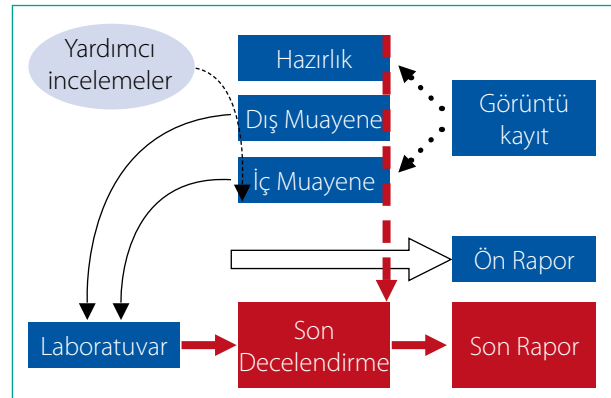 Yardımcı
incelemeler
Hazırlık
Dış Muayene
İç Muayene
Görüntü
kayıt
Ön Rapor
Laboratuvar
Son
Decelendirme
Son Rapor